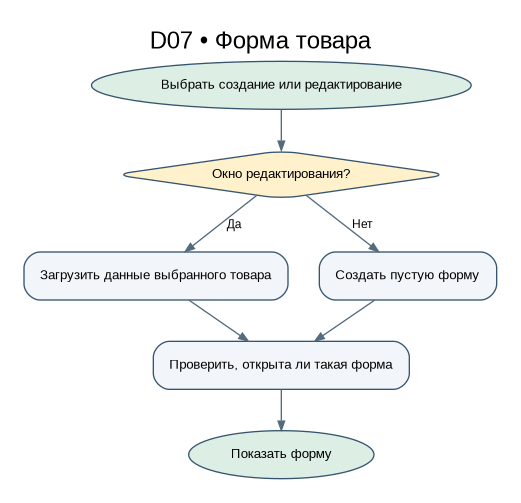 D07 • Форма товара
Выбрать создание или редактирование
Окно редактирования?
Да
Нет
Загрузить данные выбранного товара
Создать пустую форму
Проверить, открыта ли такая форма
Показать форму